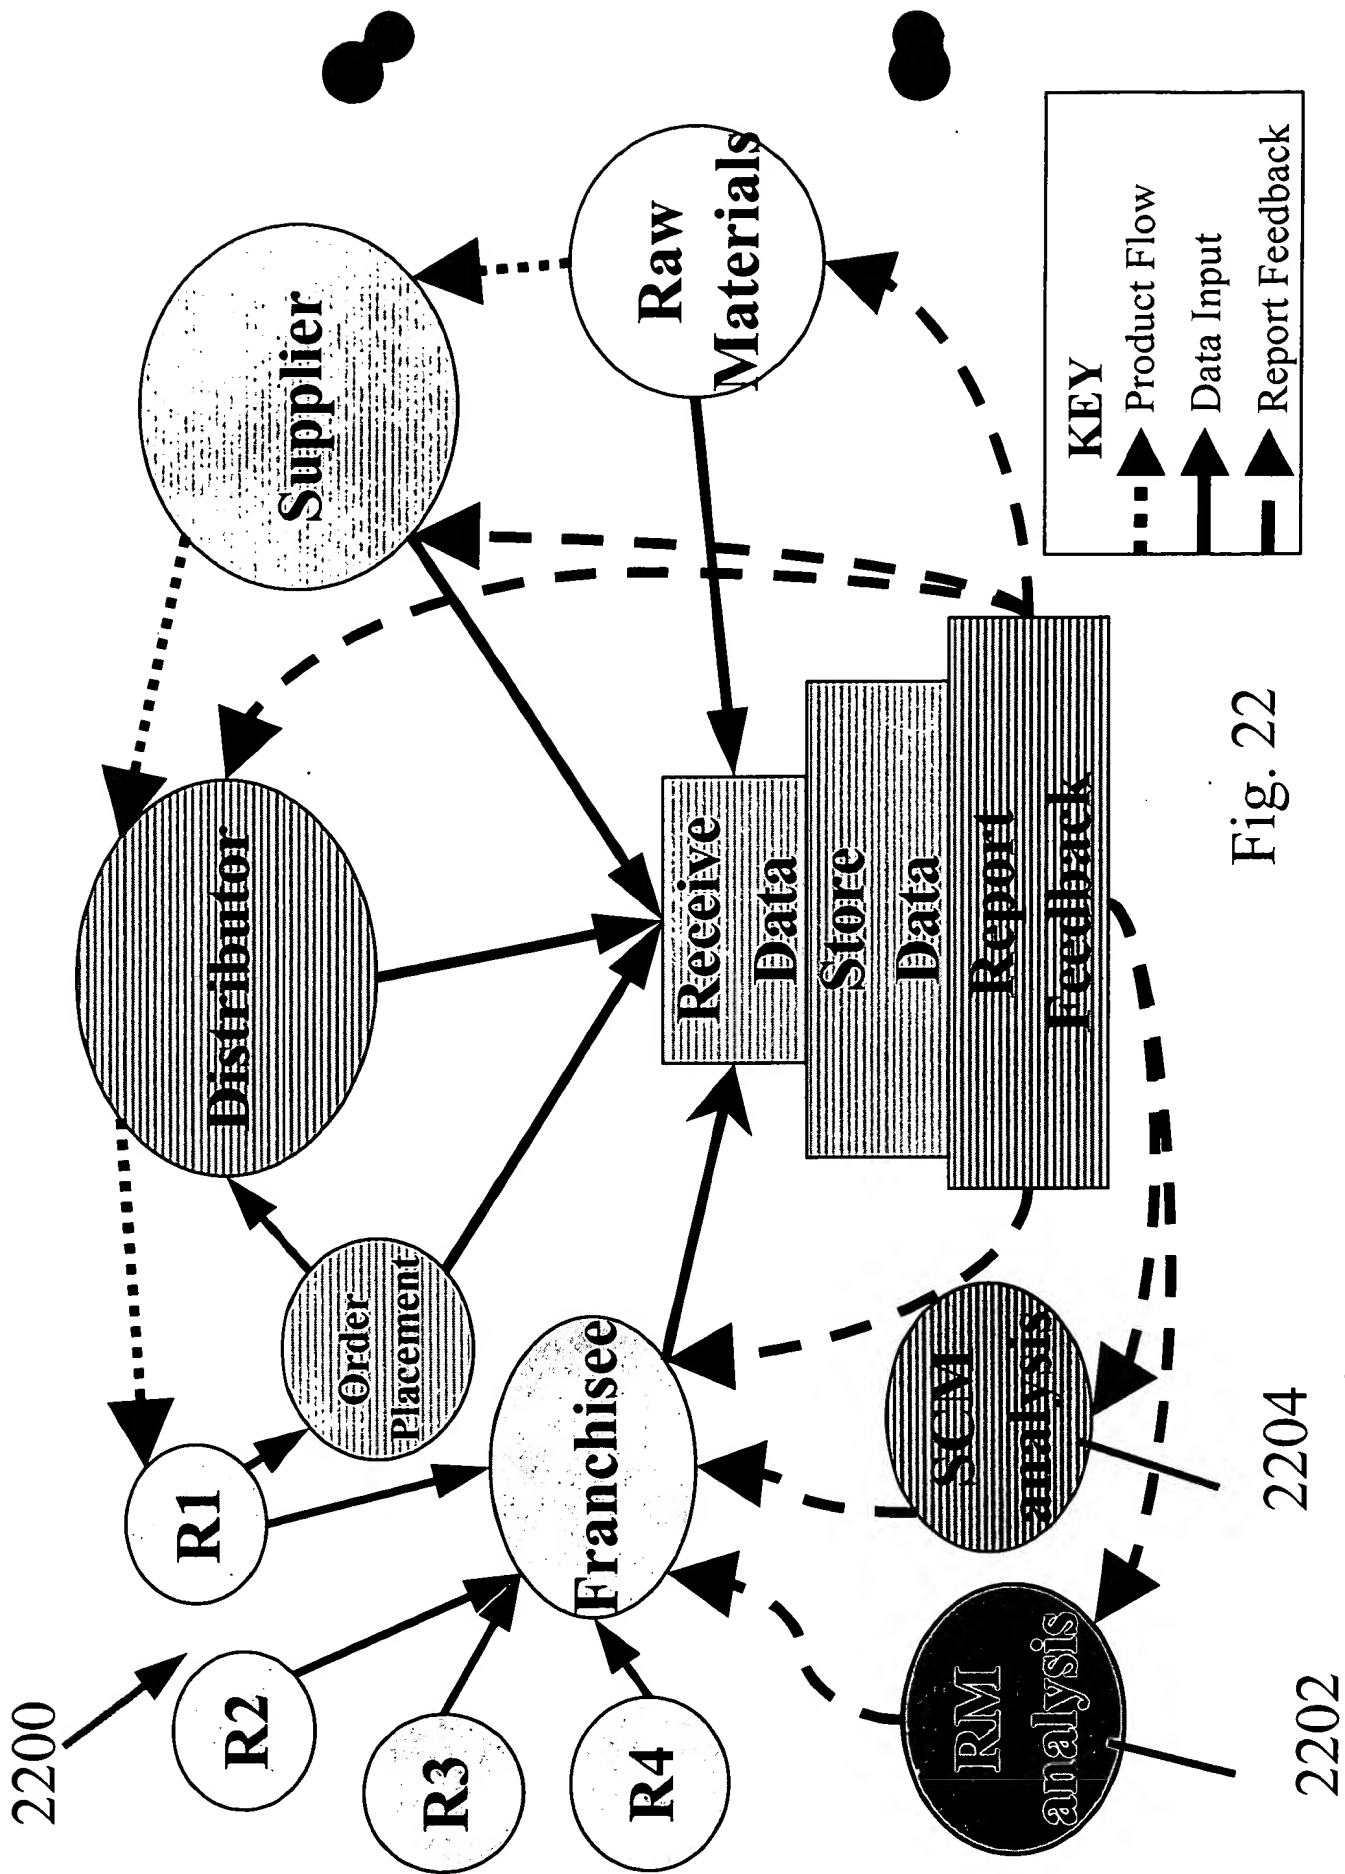 2200
R1
R2
R3
R4
Order
Placement
Distributor
Supplier
Franchisee
Raw
Materials
Receive
Data
Store
Data
Report
Feedback
RM
analysis
SCM
analysis
2202
2204
KEY
Product Flow
Data Input
Report Feedback
Fig. 22